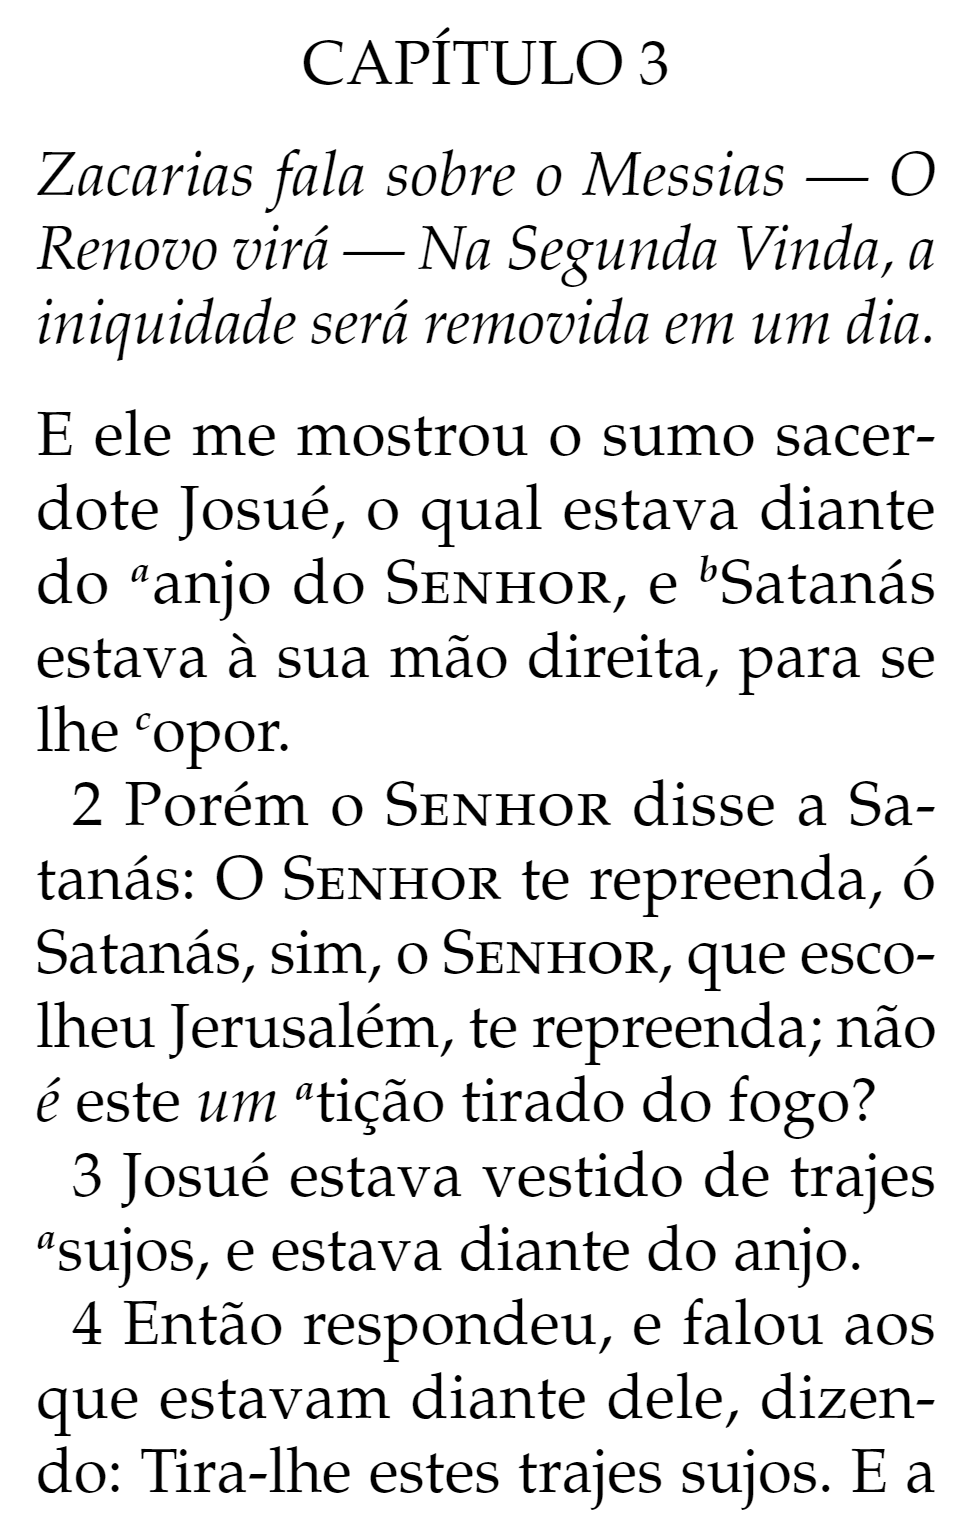 CAPÍTULO 3
Zacarias fala sobre o Messias — O
Renovo virá — Na Segunda Vinda, a
iniquidade será removida em um dia.
E ele me mostrou o sumo sacer-
dote Josué, o qual estava diante
do aanjo do SENHOR, e bSatanás
estava à sua mão direita, para se
lhe copor.
2 Porém o SENHOR disse a Sa-
tanás: O SENHOR te repreenda, ó
Satanás, sim, o SENHOR, que esco-
lheu Jerusalém, te repreenda; não
é este um atição tirado do fogo?
3 Josué estava vestido de trajes
asujos, e estava diante do anjo.
4 Então respondeu, e falou aos
que estavam diante dele, dizen-
do: Tira-lhe estes trajes sujos. E a